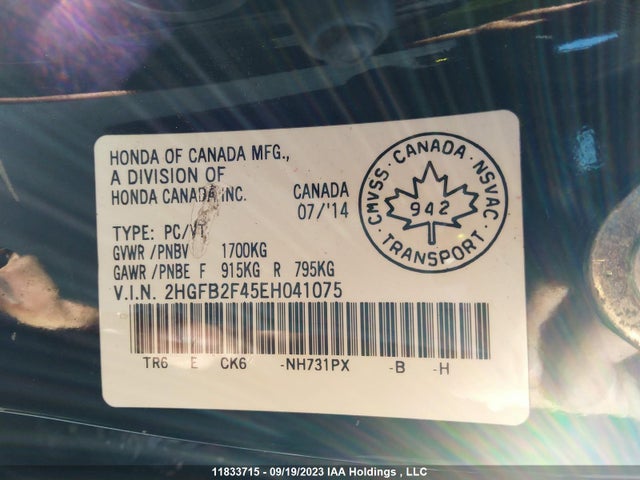 HONDA OF CANADA MFG.,
A DIVISION OF
HONDA CANADA INC.
CANADA
07/'14
TYPE: PC/VT
GVWR /PNBV 1700KG
GAWR /PNBE F 915KG R 795KG
V.I.N. 2HGFB2F45EH041075
TR6 E CK6 -NH731PX -B -H
CMVSS · CANADA · NSVAC
942
TRANSPORT
11833715 - 09/19/2023 IAA Holdings , LLC